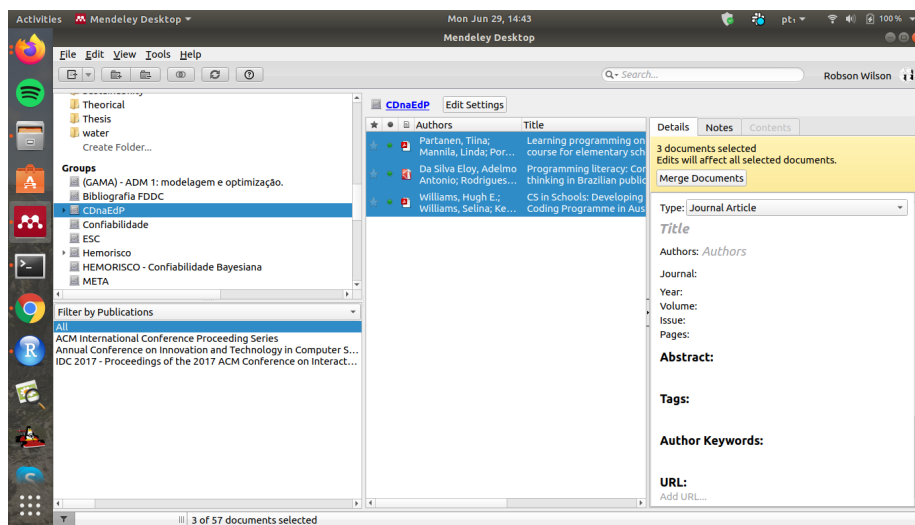 Activities Mendeley Desktop Mon Jun 29, 14:43 pt1 100 %
Mendeley Desktop
File Edit View Tools Help
Search... Robson Wilson
Theorical
Thesis
water
Create Folder...
Groups
(GAMA) - ADM 1: modelagem e optimização.
Bibliografia FDDC
CDnaEdP
Confiabilidade
ESC
Hemorisco
HEMORISCO - Confiabilidade Bayesiana
META
Filter by Publications
All
ACM International Conference Proceeding Series
Annual Conference on Innovation and Technology in Computer S...
IDC 2017 - Proceedings of the 2017 ACM Conference on Interact...
CDnaEdP Edit Settings
Authors Title
Partanen, Tiina; Learning programming on
Mannila, Linda; Por... course for elementary sch
Da Silva Eloy, Adelmo Programming literacy: Cor
Antonio; Rodrigues... thinking in Brazilian public
Williams, Hugh E.; CS in Schools: Developing
Williams, Selina; Ke... Coding Programme in Aus
Details Notes Contents
3 documents selected
Edits will affect all selected documents.
Merge Documents
Type: Journal Article
Title
Authors: Authors
Journal:
Year:
Volume:
Issue:
Pages:
Abstract:
Tags:
Author Keywords:
URL:
Add URL...
3 of 57 documents selected